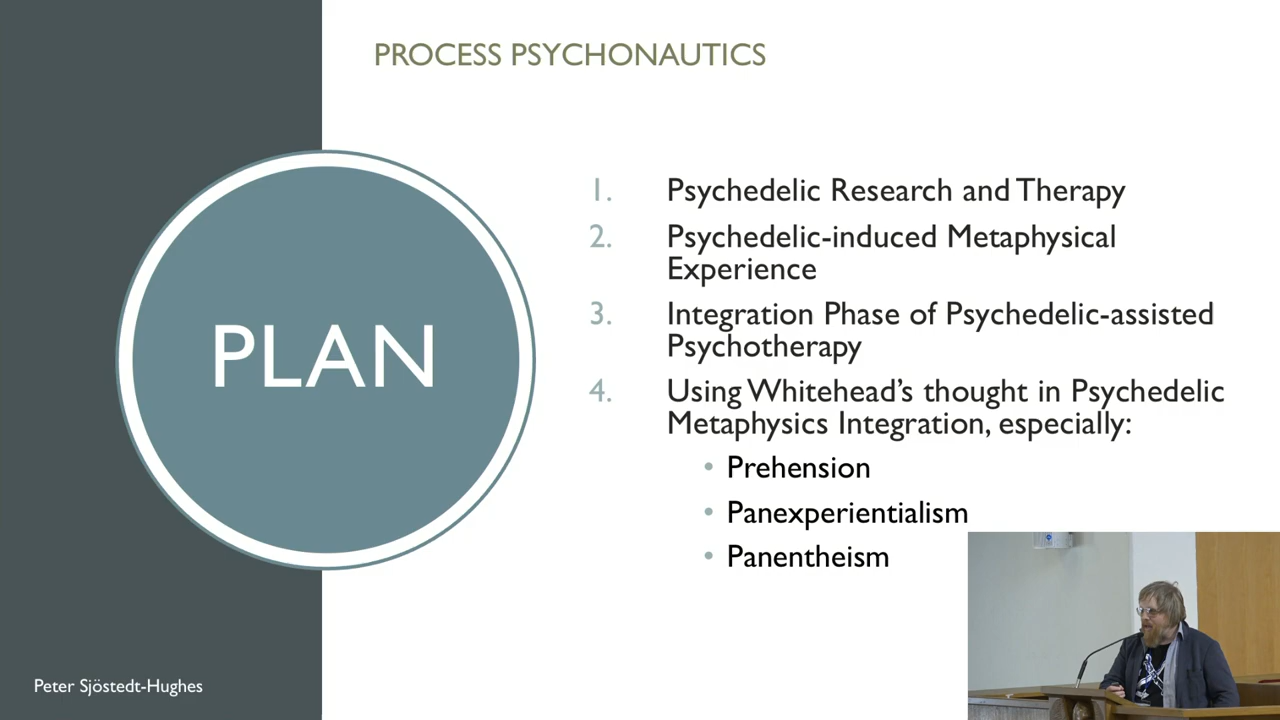 PROCESS PSYCHONAUTICS
PLAN
1. Psychedelic Research and Therapy
2. Psychedelic-induced Metaphysical
Experience
3. Integration Phase of Psychedelic-assisted
Psychotherapy
4. Using Whitehead’s thought in Psychedelic
Metaphysics Integration, especially:
• Prehension
• Panexperientialism
• Panentheism
Peter Sjöstedt-Hughes